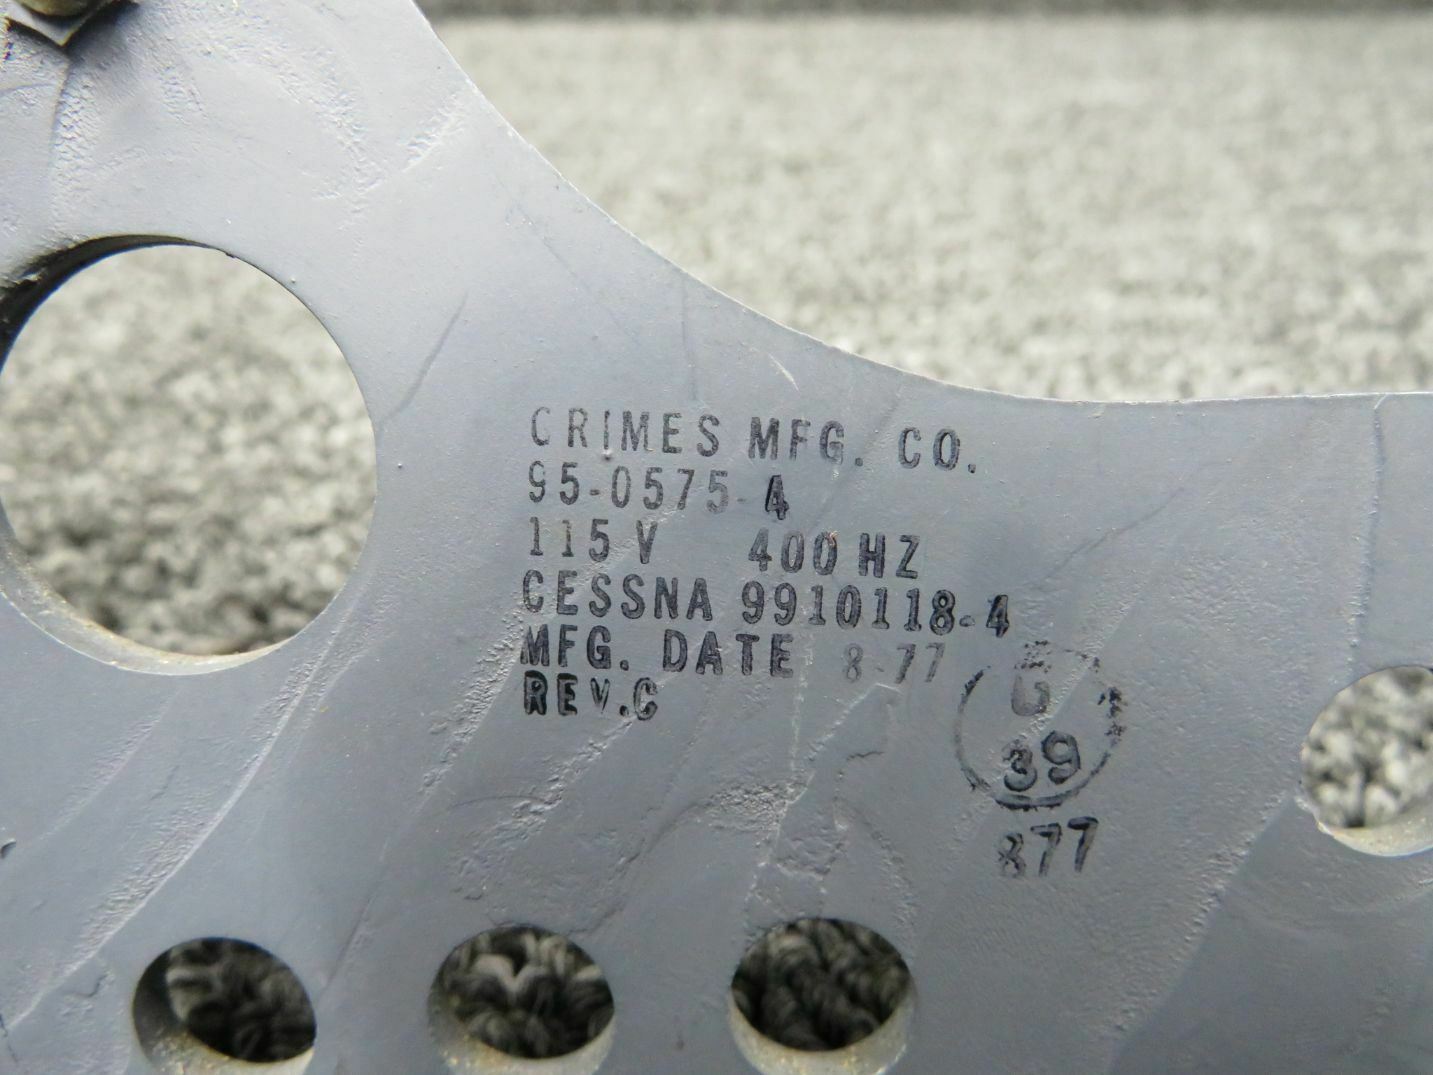 CRIMES MFG. CO.
95-0575-4
115 V 400 HZ
CESSNA 9910118-4
MFG. DATE 8-77
REV.C
G
39
877